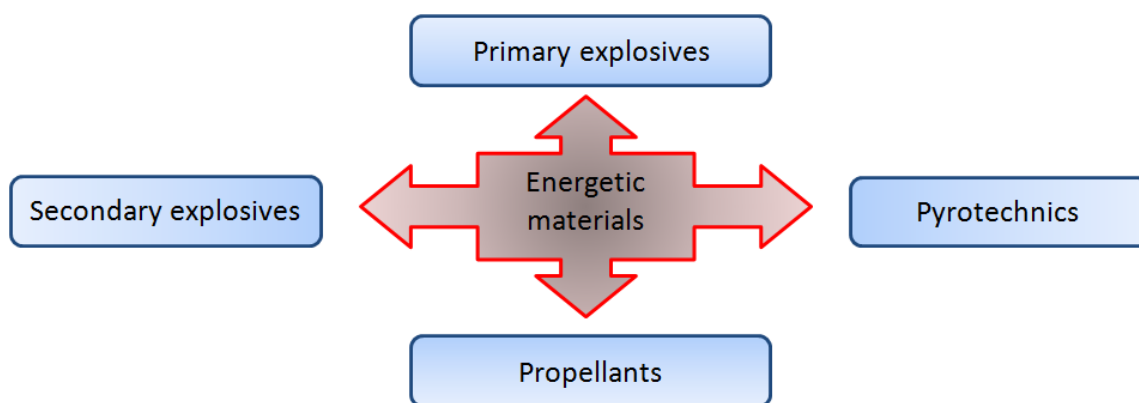 Primary explosives
Energetic
materials
Secondary explosives
Pyrotechnics
Propellants